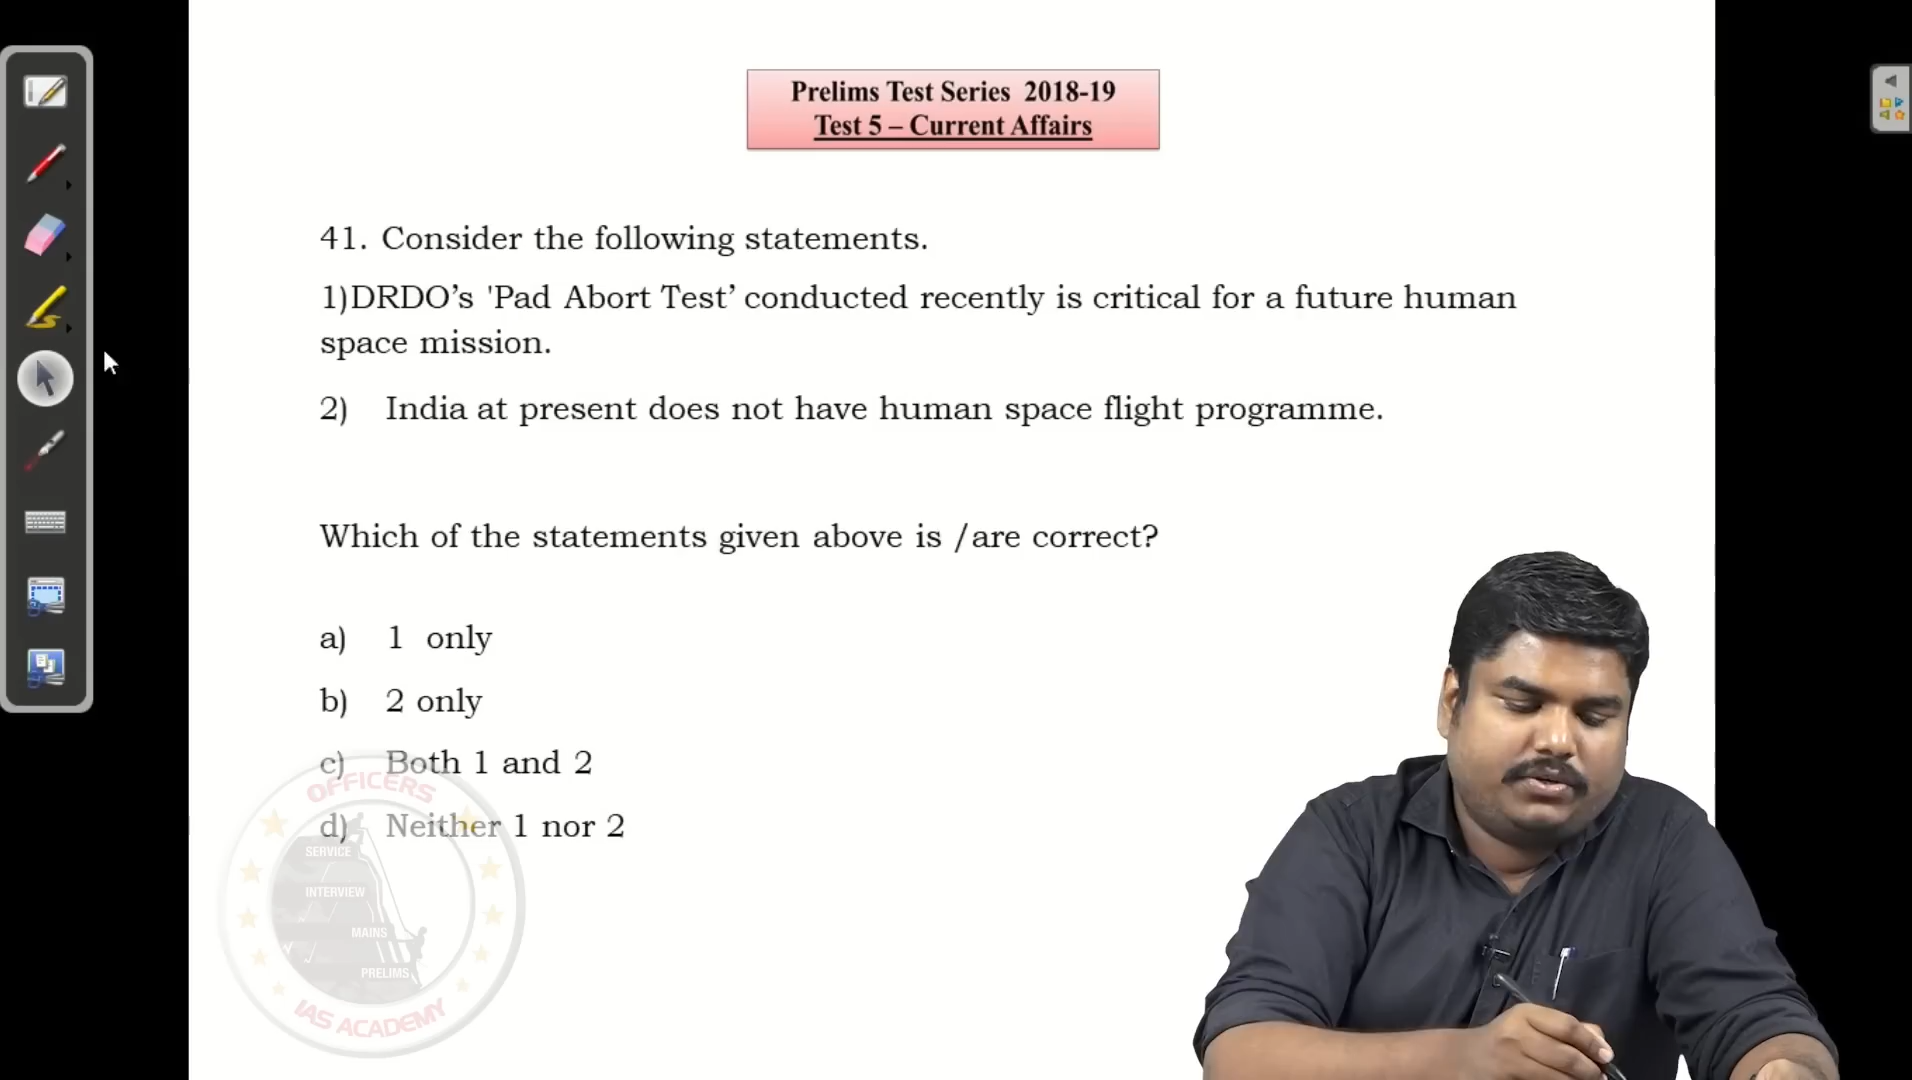 Prelims Test Series 2018-19
Test 5 – Current Affairs
41. Consider the following statements.
1)DRDO’s 'Pad Abort Test’ conducted recently is critical for a future human
space mission.
2) India at present does not have human space flight programme.
Which of the statements given above is /are correct?
a) 1 only
b) 2 only
c) Both 1 and 2
d) Neither 1 nor 2
OFFICERS
SERVICE
INTERVIEW
MAINS
PRELIMS
IAS ACADEMY